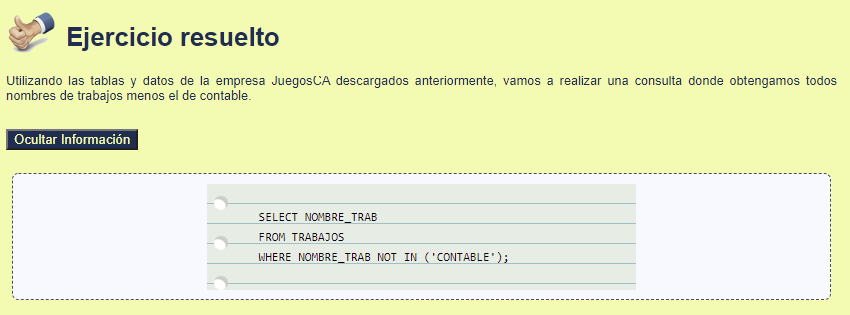 Ejercicio resuelto
Utilizando las tablas y datos de la empresa JuegosCA descargados anteriormente, vamos a realizar una consulta donde obtengamos todos
nombres de trabajos menos el de contable.
Ocultar Información
SELECT NOMBRE_TRAB
FROM TRABAJOS
WHERE NOMBRE_TRAB NOT IN ('CONTABLE');